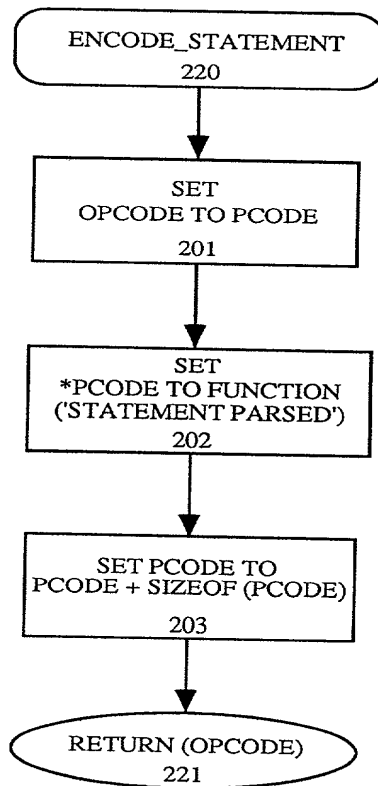 ENCODE_STATEMENT
220
SET
OPCODE TO PCODE
201
SET
*PCODE TO FUNCTION
('STATEMENT PARSED')
202
SET PCODE TO
PCODE + SIZEOF (PCODE)
203
RETURN (OPCODE)
221